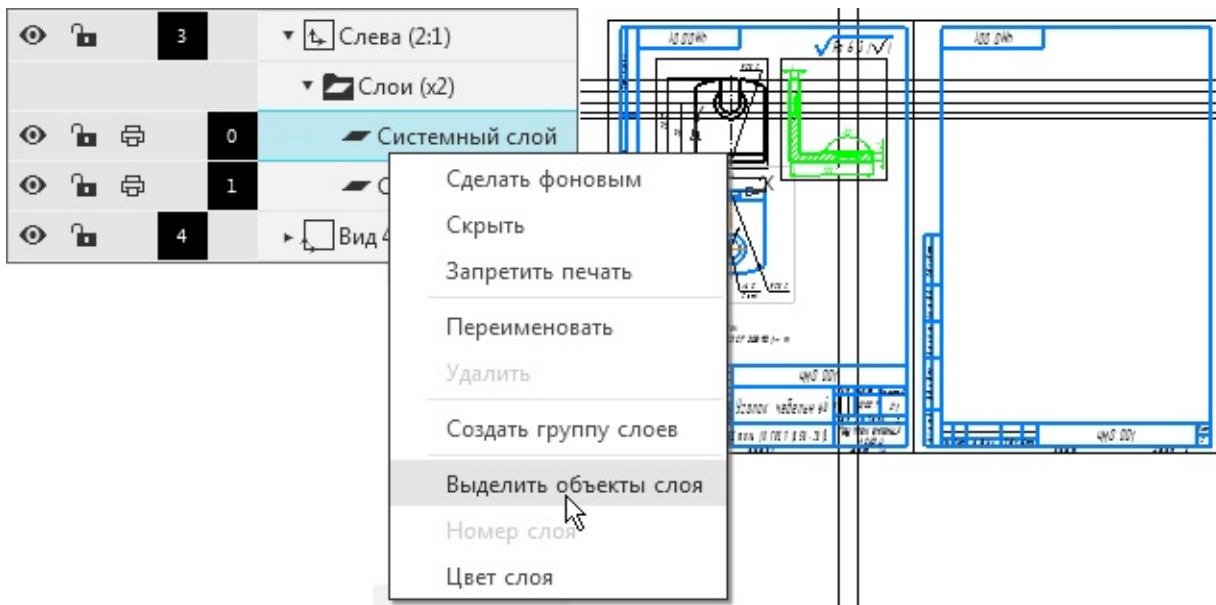 3 Слева (2:1)
Слои (x2)
0 Системный слой
1 С
4 Вид 4
Сделать фоновым
Скрыть
Запретить печать
Переименовать
Удалить
Создать группу слоев
Выделить объекты слоя
Номер слоя
Цвет слоя